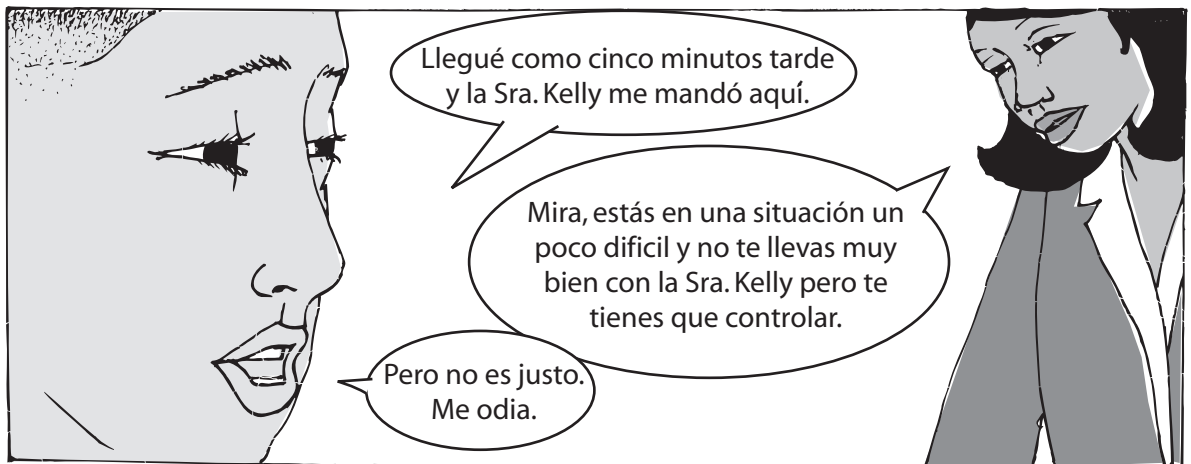 Llegué como cinco minutos tarde
y la Sra. Kelly me mandó aquí.
Mira, estás en una situación un
poco dificil y no te llevas muy
bien con la Sra. Kelly pero te
tienes que controlar.
Pero no es justo.
Me odia.